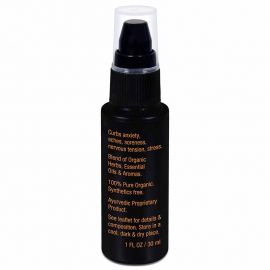 Curbs anxiety,
aches, soreness,
nervous tension, stress.
Blend of Organic
Herbs, Essential
Oils & Aromas.
100% Pure Organic.
Synthetics free.
Ayurvedic Proprietary
Product.
See leaflet for details &
composition. Store in a
cool, dark & dry place.
1 FL. OZ / 30 ml